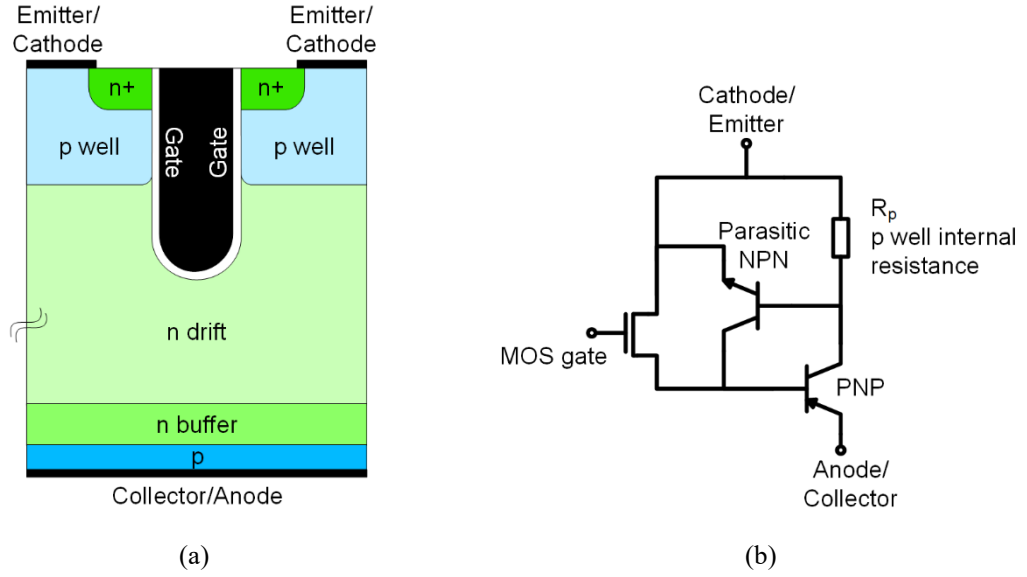 Emitter/
Cathode
Emitter/
Cathode
n+
n+
p well
Gate
Gate
p well
n drift
n buffer
p
Collector/Anode
(a)
Cathode/
Emitter
Parasitic
NPN
Rp
p well internal
resistance
MOS gate
PNP
Anode/
Collector
(b)